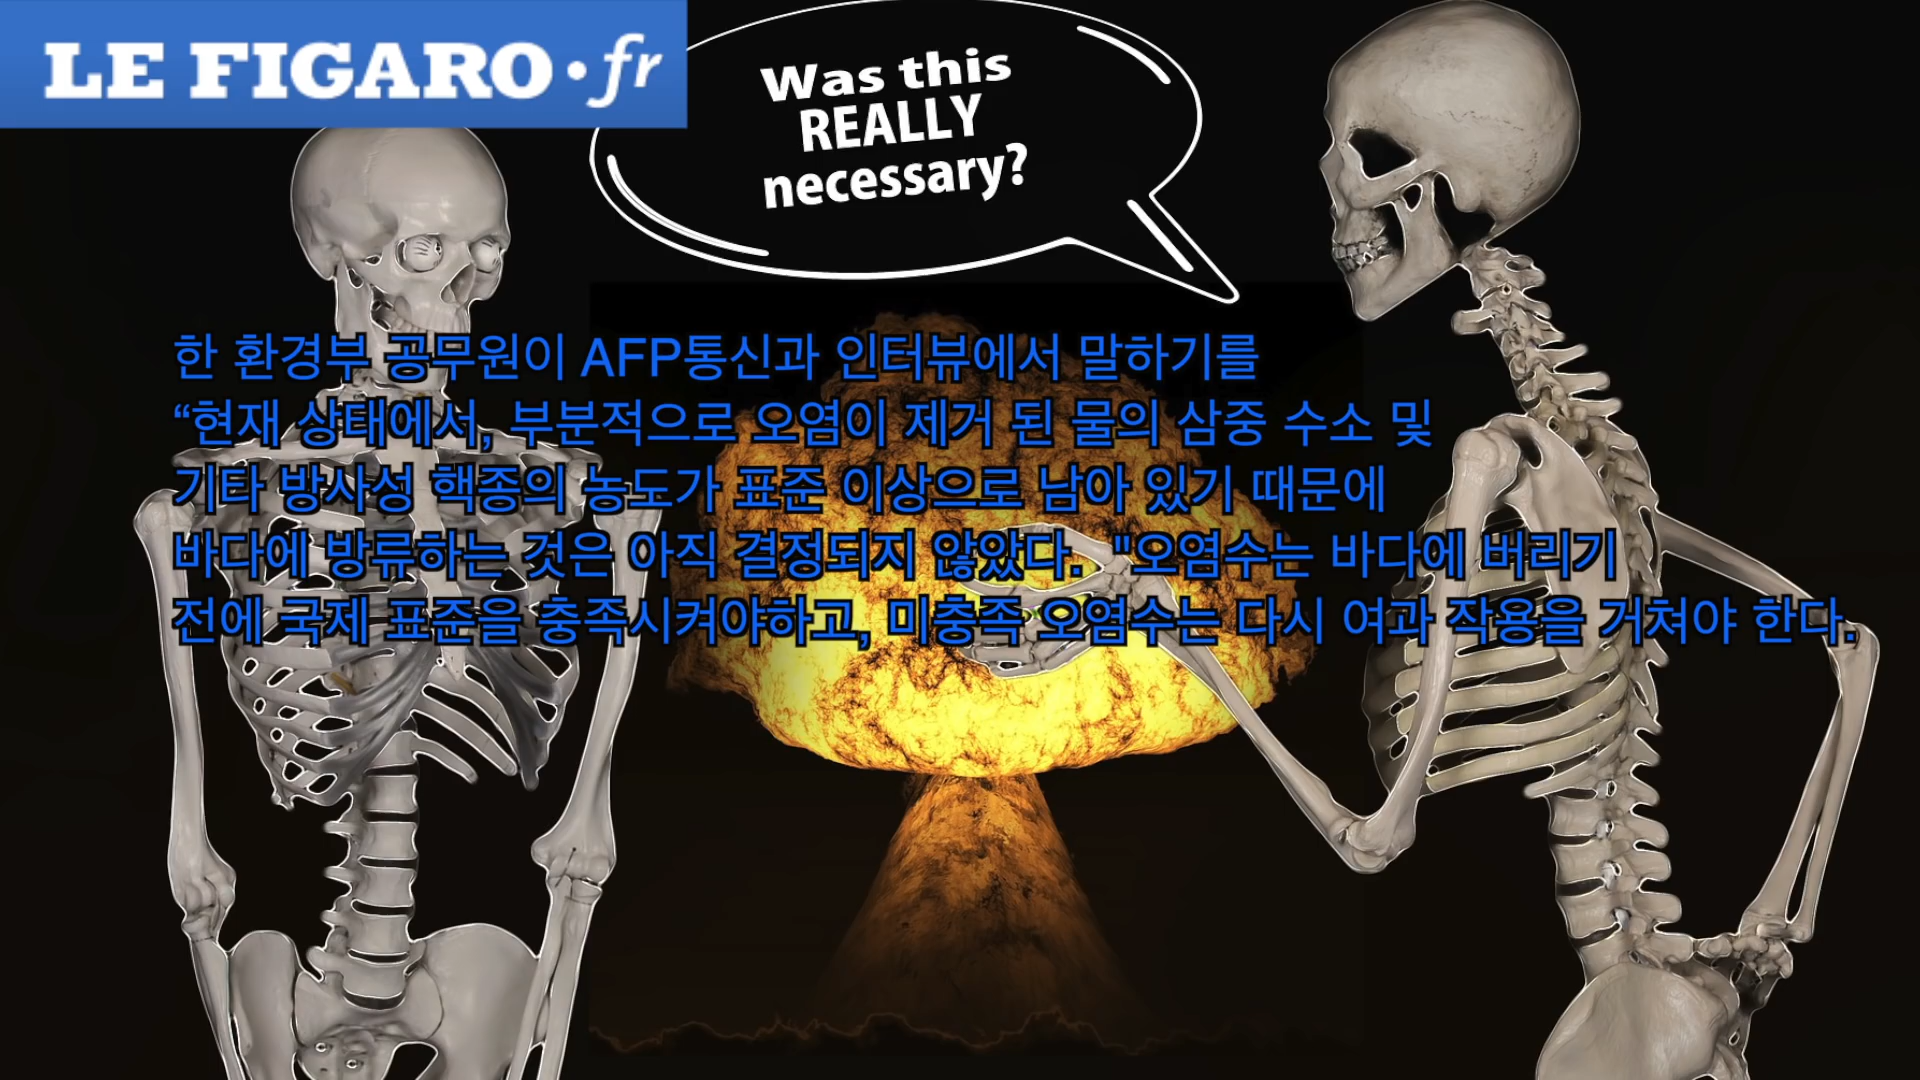 LE FIGARO·fr
Was this
REALLY
necessary?
한 환경부 공무원이 AFP통신과 인터뷰에서 말하기를
“현재 상태에서, 부분적으로 오염이 제거 된 물의 삼중 수소 및
기타 방사성 핵종의 농도가 표준 이상으로 남아 있기 때문에
바다에 방류하는 것은 아직 결정되지 않았다. "오염수는 바다에 버리기
전에 국제 표준을 충족시켜야하고, 미충족 오염수는 다시 여과 작용을 거쳐야 한다.